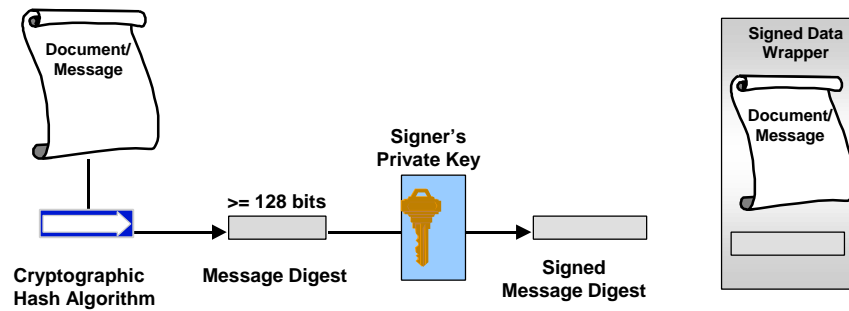 Document/
Message
Signer's
Private Key
>= 128 bits
Cryptographic
Hash Algorithm
Message Digest
Signed
Message Digest
Signed Data
Wrapper
Document/
Message